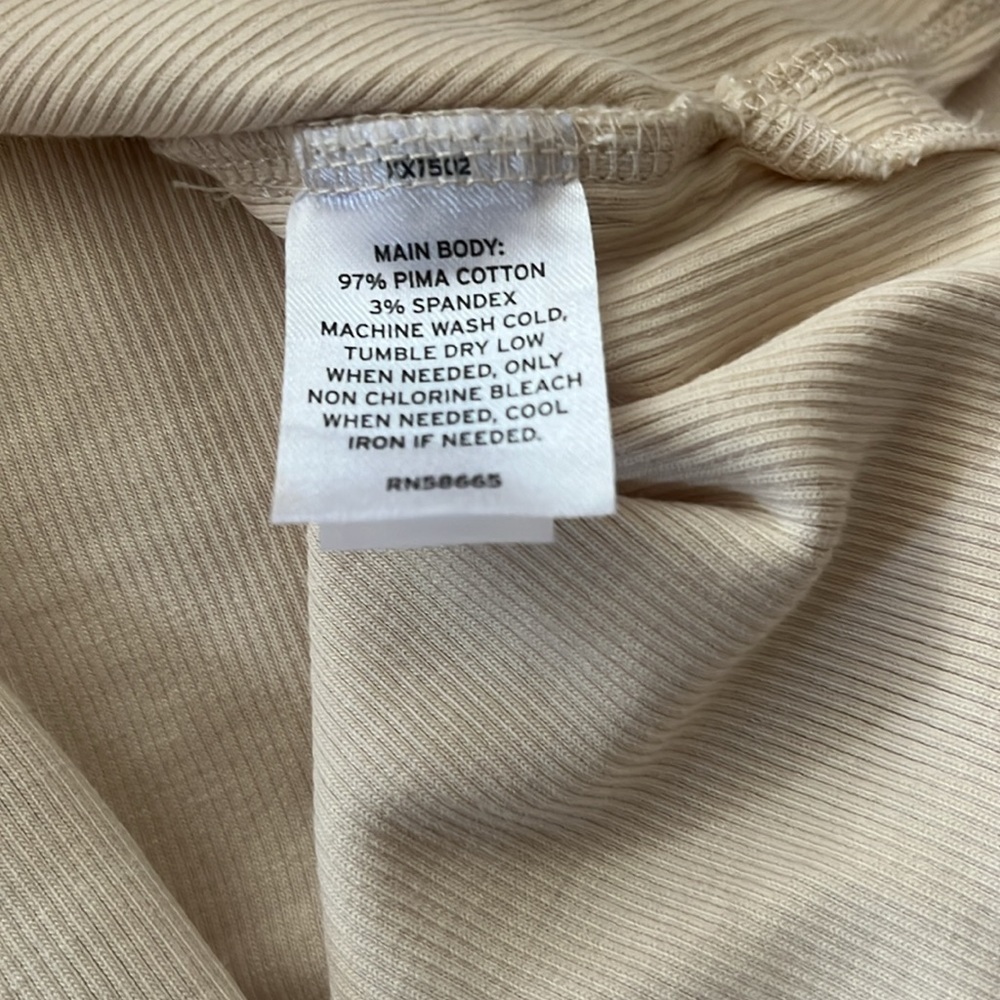 MAIN BODY:
97% PIMA COTTON
3% SPANDEX
MACHINE WASH COLD,
TUMBLE DRY LOW
WHEN NEEDED, ONLY
NON CHLORINE BLEACH
WHEN NEEDED, COOL
IRON IF NEEDED.
RN58665